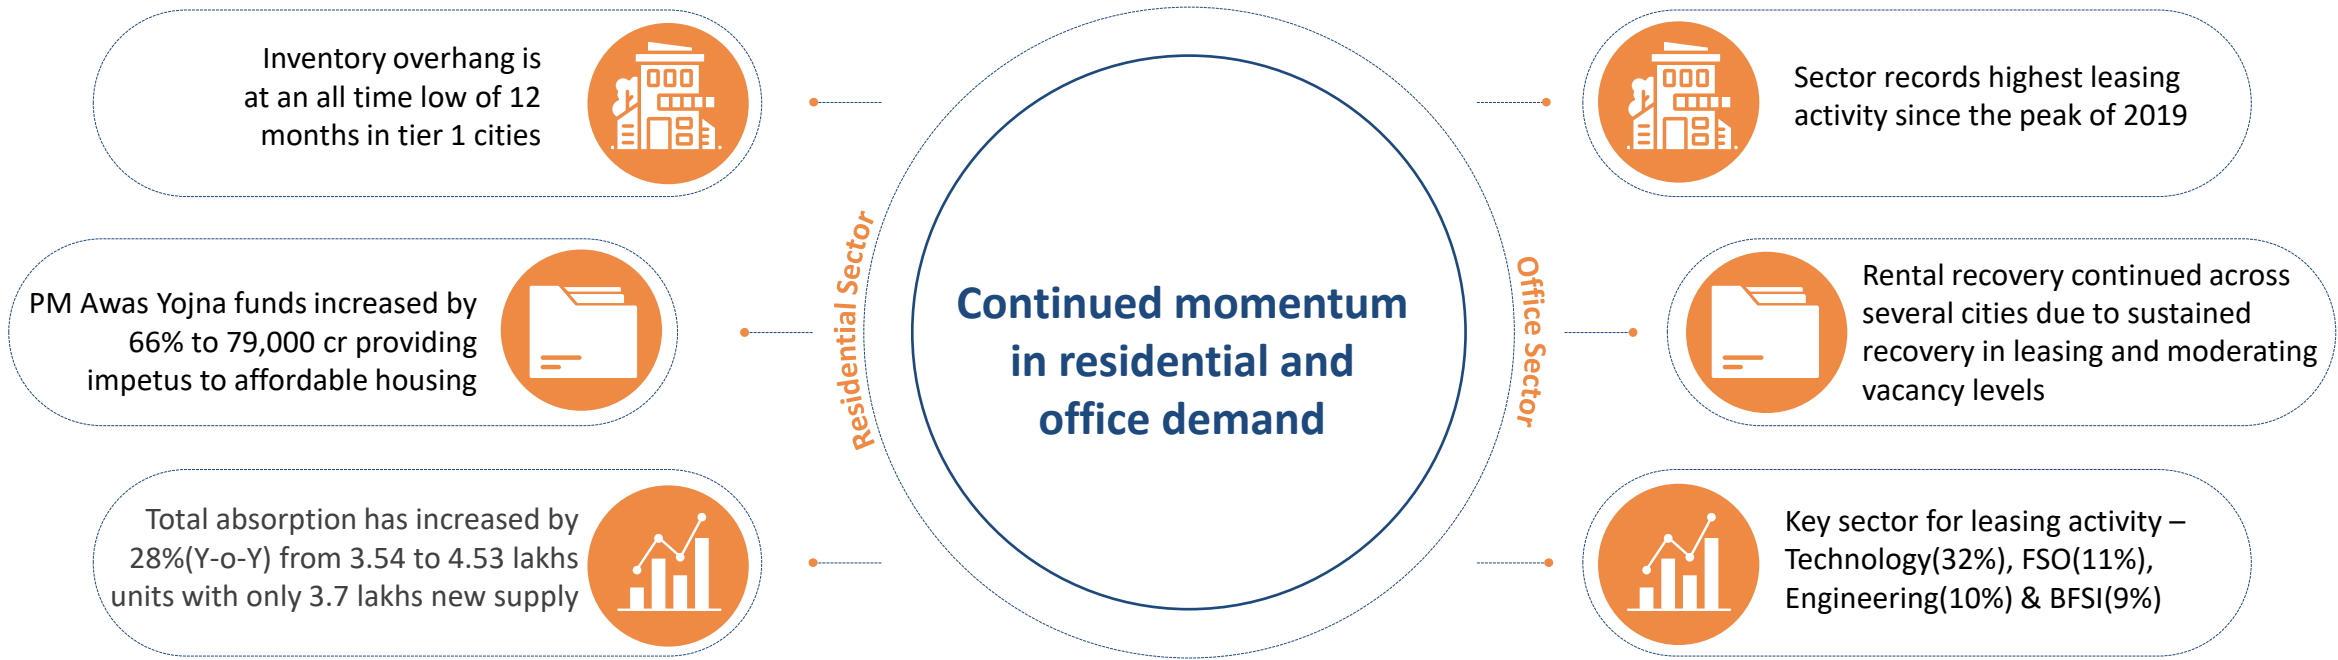 Inventory overhang is
at an all time low of 12
months in tier 1 cities
PM Awas Yojna funds increased by
66% to 79,000 cr providing
impetus to affordable housing
Total absorption has increased by
28%(Y-o-Y) from 3.54 to 4.53 lakhs
units with only 3.7 lakhs new supply
Residential Sector
Continued momentum
in residential and
office demand
Office Sector
Sector records highest leasing
activity since the peak of 2019
Rental recovery continued across
several cities due to sustained
recovery in leasing and moderating
vacancy levels
Key sector for leasing activity –
Technology(32%), FSO(11%),
Engineering(10%) & BFSI(9%)